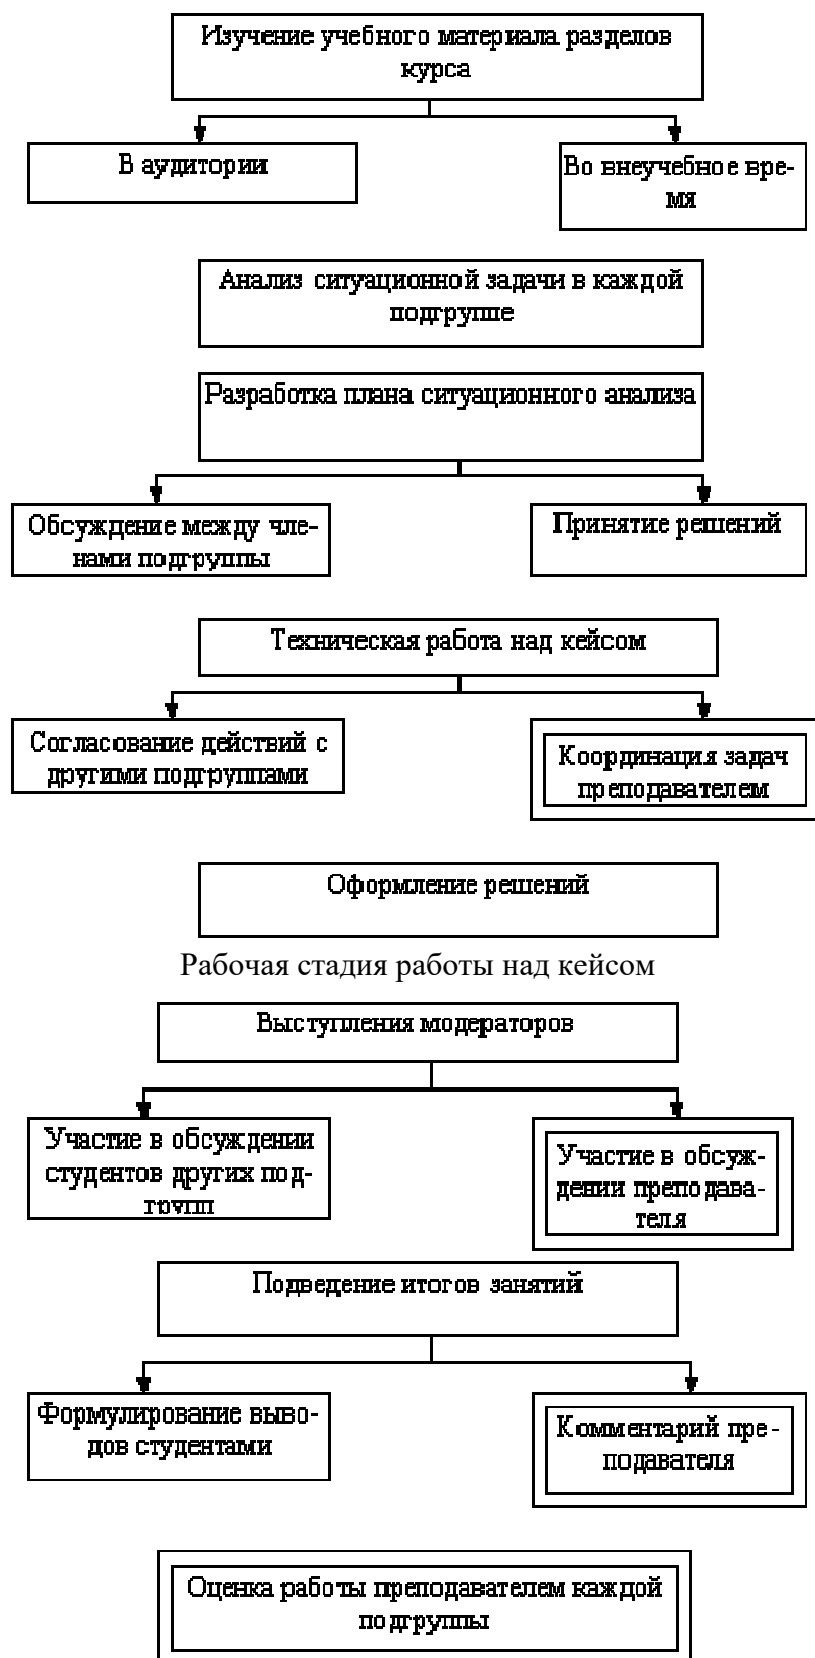 Изучение учебного материала разделов
курса
В аудитории
Во внеучебное вре-
мя
Анализ ситуационной задачи в каждой
подгруппе
Разработка плана ситуационного анализа
Обсуждение между чле-
нами подгруппы
Принятие решений
Техническая работа над кейсом
Согласование действий с
другими подгруппами
Координация задач
преподавателем
Оформление решений
Рабочая стадия работы над кейсом
Выступления модераторов
Участие в обсуждении
студентов других под-
групп
Участие в обсуж-
дении преподава-
теля
Подведение итогов занятий
Формулирование выво-
дов студентами
Комментарий пре-
подавателя
Оценка работы преподавателем каждой
подгруппы